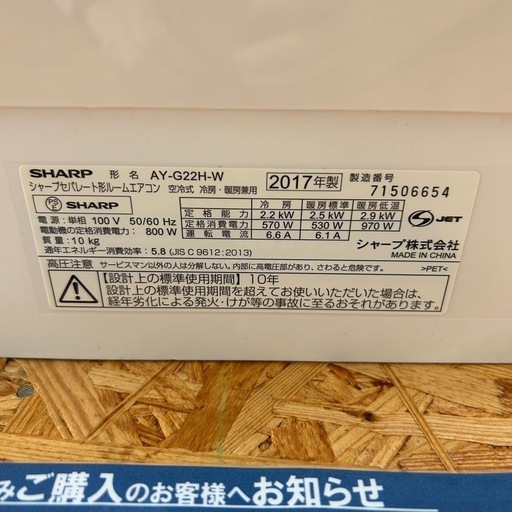 SHARP 形名 AY-G22H-W 2017年製 製造番号
シャープセパレート形ルームエアコン 空冷式 冷房・暖房兼用 71506654
PS E SHARP
冷房 暖房標準 暖房低温
電源：単相 100 V 50/60 Hz 定格能力 2.2 kW 2.5 kW 2.9 kW
電動機の定格消費電力 800 W 定格消費電力 570 W 530 W 970 W
質量：10 kg 運転電流 6.6 A 6.1 A
S JET
通年エネルギー消費効率：5.8 (JIS C 9612:2013)
シャープ株式会社
MADE IN CHINA
高圧注意 サービスマン以外の人は分解しない。内部に高電圧部があり、さわると危険です。 >PET<
【設計上の標準使用期間】10年
設計上の標準使用期間を超えてお使いいただいた場合は、
経年劣化による発火・けが等の事故に至るおそれがあります。
みご購入のお客様へお知らせ